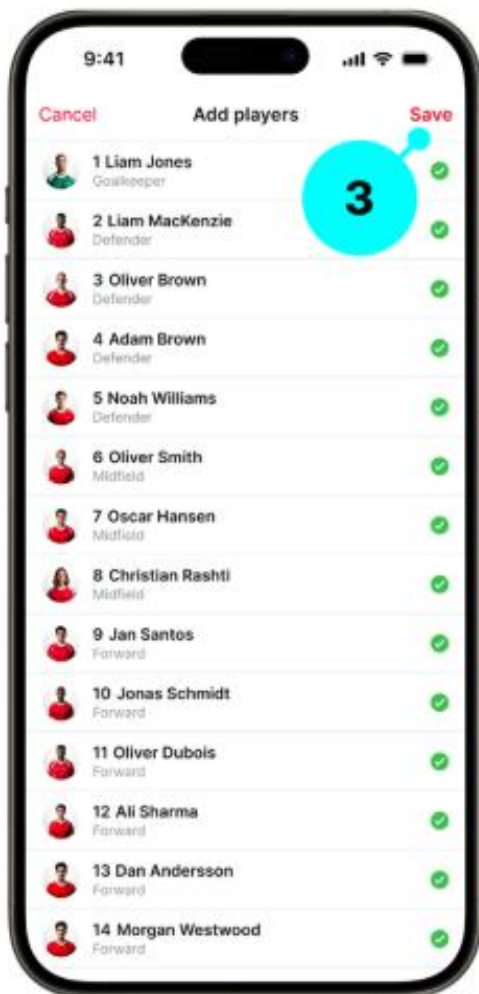 9:41
Cancel Add players Save
3
1 Liam Jones
Goalkeeper
2 Liam MacKenzie
Defender
3 Oliver Brown
Defender
4 Adam Brown
Defender
5 Noah Williams
Defender
6 Oliver Smith
Midfield
7 Oscar Hansen
Midfield
8 Christian Rashti
Midfield
9 Jan Santos
Forward
10 Jonas Schmidt
Forward
11 Oliver Dubois
Forward
12 Ali Sharma
Forward
13 Dan Andersson
Forward
14 Morgan Westwood
Forward